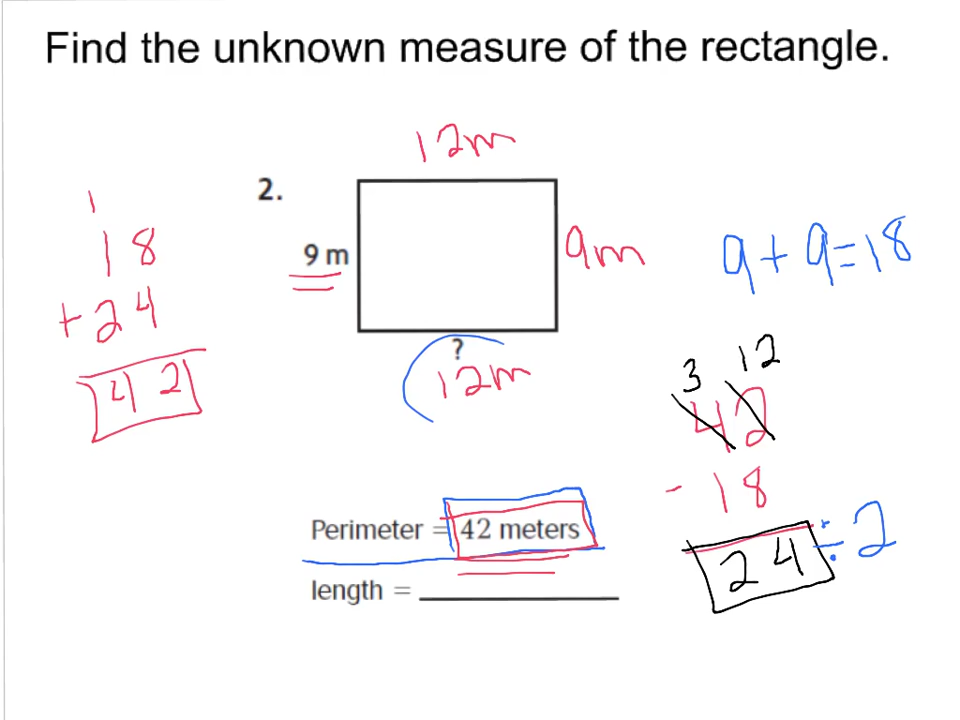 Find the unknown measure of the rectangle.
12m
2.
1
18
+24
42
9 m
9m
9+9=18
?
12m
3 12
42
- 18
24 ÷ 2
Perimeter = 42 meters
length =